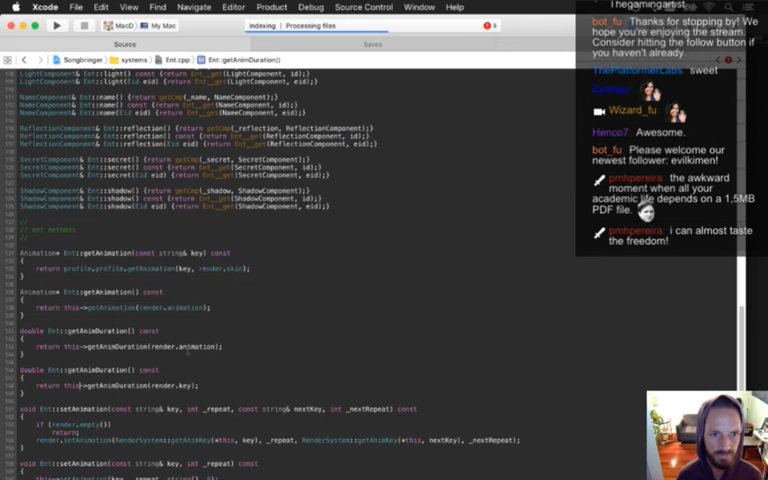 Xcode File Edit View Find Navigate Editor Product Debug Source Control Window Help
MacD My Mac
Indexing | Processing files
5
Source
Saves
Songbringer systems Ent.cpp Ent::getAnimDuration()
LightComponent& Ent::light() const {return Ent__get(LightComponent, id);}
LightComponent& Ent::light(Eid eid) {return Ent__get(LightComponent, eid);}
NameComponent& Ent::name() {return getCmp(_name, NameComponent);}
NameComponent& Ent::name() const {return Ent__get(NameComponent, id);}
NameComponent& Ent::name(Eid eid) {return Ent__get(NameComponent, eid);}
ReflectionComponent& Ent::reflection() {return getCmp(_reflection, ReflectionComponent);}
ReflectionComponent& Ent::reflection() const {return Ent__get(ReflectionComponent, id);}
ReflectionComponent& Ent::reflection(Eid eid) {return Ent__get(ReflectionComponent, eid);}
SecretComponent& Ent::secret() {return getCmp(_secret, SecretComponent);}
SecretComponent& Ent::secret() const {return Ent__get(SecretComponent, id);}
SecretComponent& Ent::secret(Eid eid) {return Ent__get(SecretComponent, eid);}
ShadowComponent& Ent::shadow() {return getCmp(_shadow, ShadowComponent);}
ShadowComponent& Ent::shadow() const {return Ent__get(ShadowComponent, id);}
ShadowComponent& Ent::shadow(Eid eid) {return Ent__get(ShadowComponent, eid);}
//
// ent methods
//
Animation* Ent::getAnimation(const string& key) const
{
return profile.profile.getAnimation(key, render.skin);
}
Animation* Ent::getAnimation() const
{
return this->getAnimation(render.animation);
}
double Ent::getAnimDuration() const
{
return this->getAnimDuration(render.animation);
}
double Ent::getAnimDuration() const
{
return this->getAnimDuration(render.key);
}
void Ent::setAnimation(const string& key, int _repeat, const string& nextKey, int _nextRepeat) const
{
if (render.empty())
return;
render.setAnimation(RenderSystem::getAnimKey(*this, key), _repeat, RenderSystem::getAnimKey(*this, nextKey), _nextRepeat);
}
void Ent::setAnimation(const string& key, int _repeat) const
{
Thegamingartist
bot_fu Thanks for stopping by! We
hope you're enjoying the stream.
Consider hitting the follow button if
you haven't already.
ThePlatformerLabs sweet
Wizard_fu
Henco7 Awesome.
bot_fu Please welcome our
newest follower: evilkimen!
pmhpereira: the awkward
moment when all your
academic life depends on a 1,5MB
PDF file.
pmhpereira: i can almost taste
the freedom!